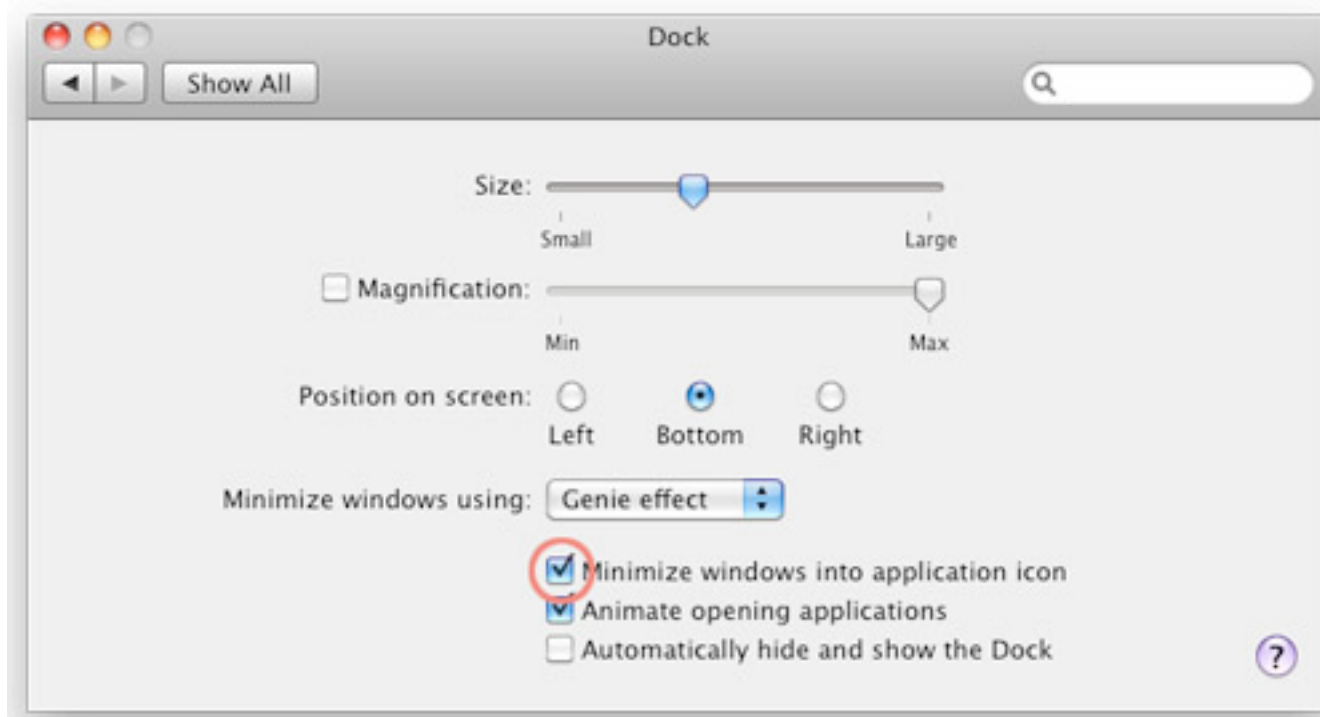 Dock
Show All
Size:
Small Large
Magnification:
Min Max
Position on screen:
Left Bottom Right
Minimize windows using: Genie effect
Minimize windows into application icon
Animate opening applications
Automatically hide and show the Dock
?